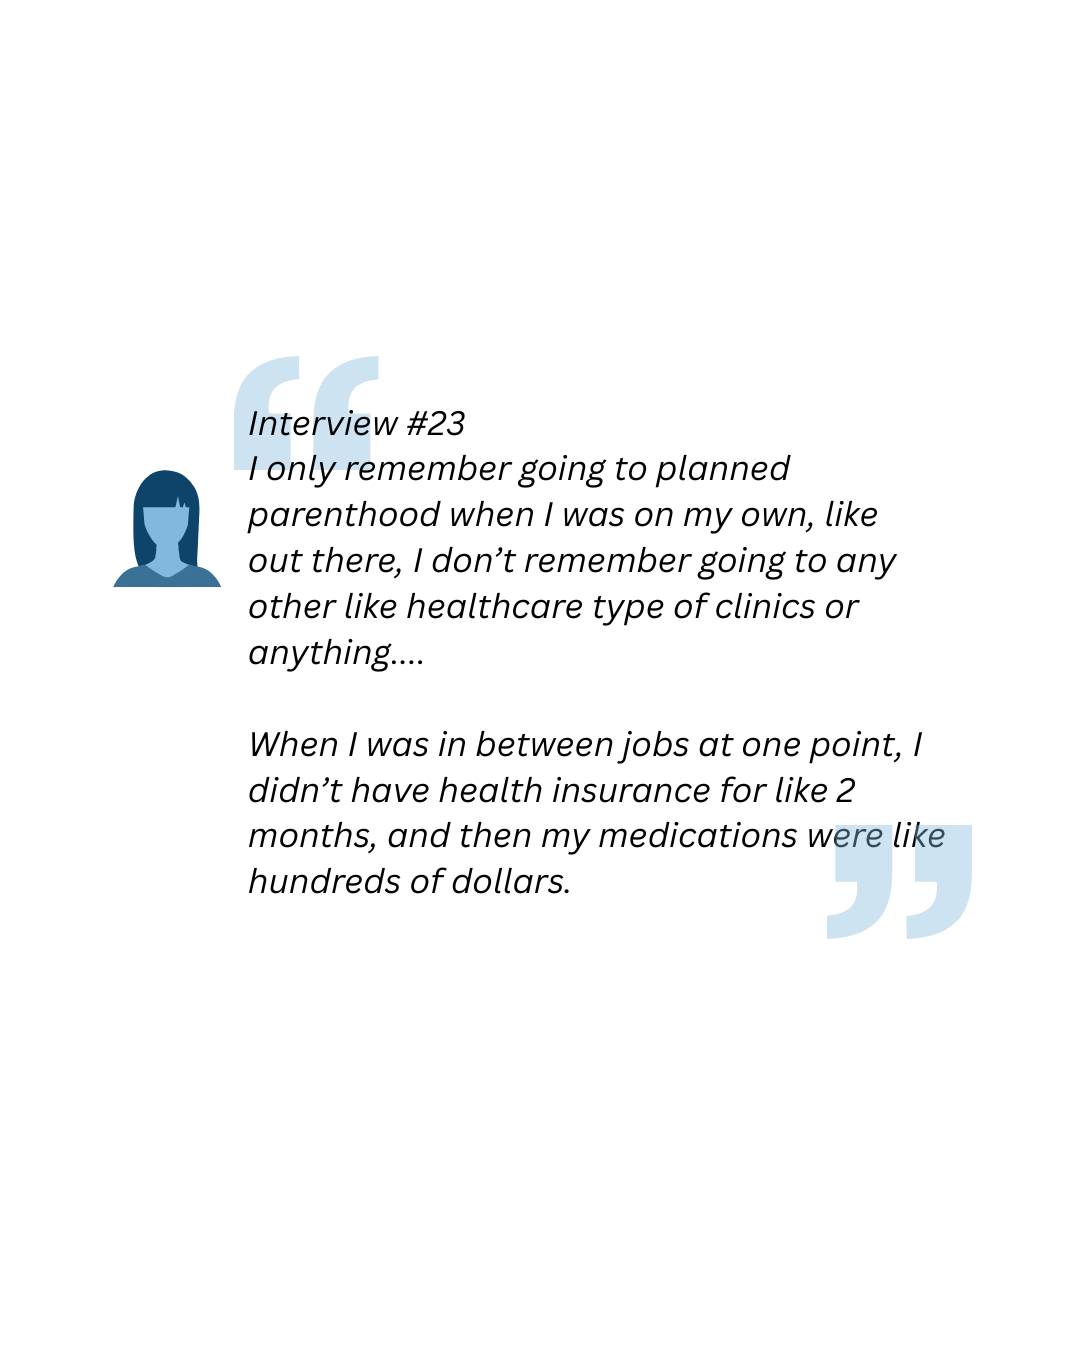 Interview #23
I only remember going to planned
parenthood when I was on my own, like
out there, I don’t remember going to any
other like healthcare type of clinics or
anything....
When I was in between jobs at one point, I
didn’t have health insurance for like 2
months, and then my medications were like
hundreds of dollars.